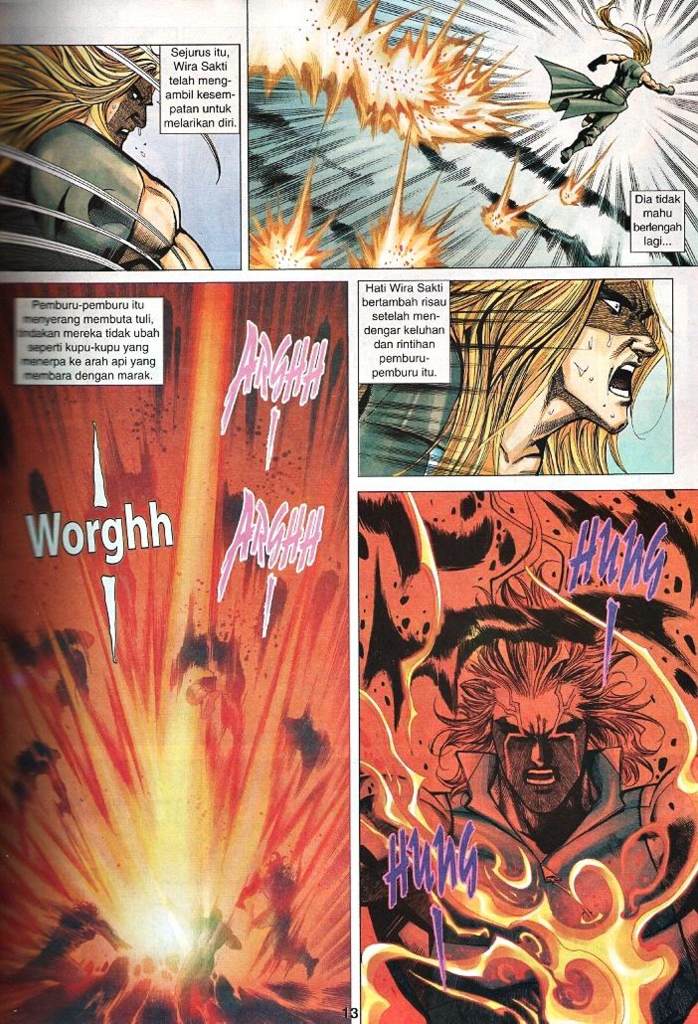 Sejurus itu,
Wira Sakti
telah meng-
ambil kesem-
patan untuk
melarikan diri.
Dia tidak
mahu
berlengah
lagi...
Pemburu-pemburu itu
menyerang membuta tuli,
tindakan mereka tidak ubah
seperti kupu-kupu yang
menerpa ke arah api yang
membara dengan marak.
ARGHH
!
Worghh
!
ARGHH
!
Hati Wira Sakti
bertambah risau
setelah men-
dengar keluhan
dan rintihan
pemburu-
pemburu itu.
HUNG
!
HUNG
!
13